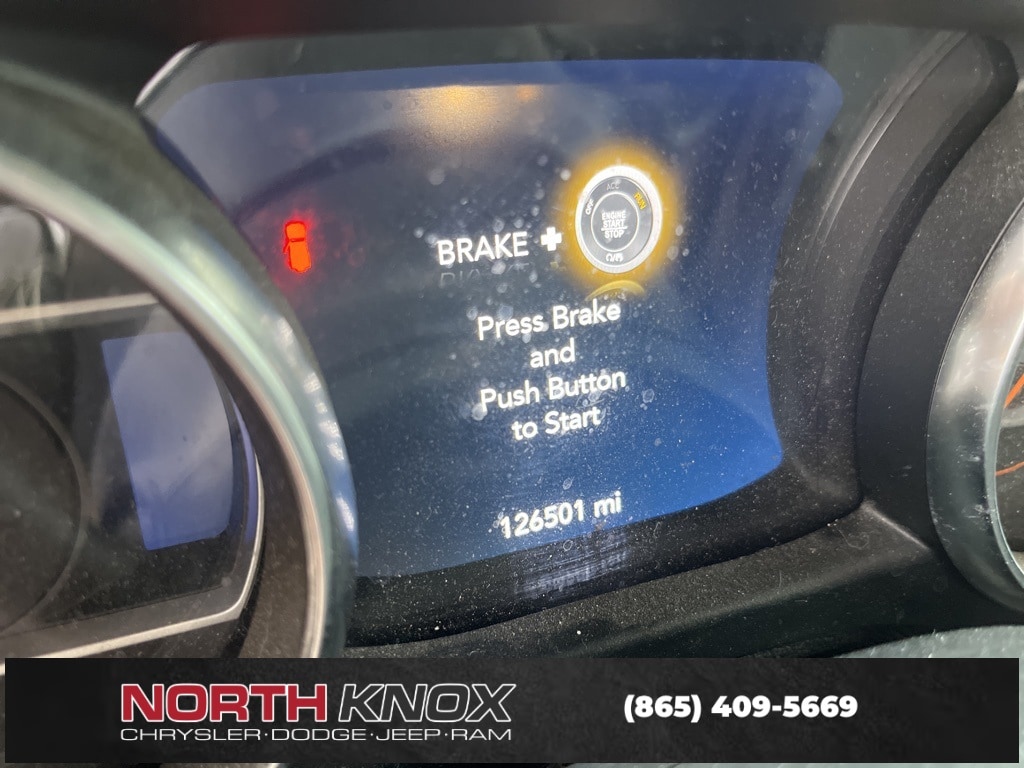 OFF ACC RUN
ENGINE
START
STOP
BRAKE +
Press Brake
and
Push Button
to Start
126501 mi
NORTH KNOX
CHRYSLER·DODGE·JEEP·RAM
(865) 409-5669